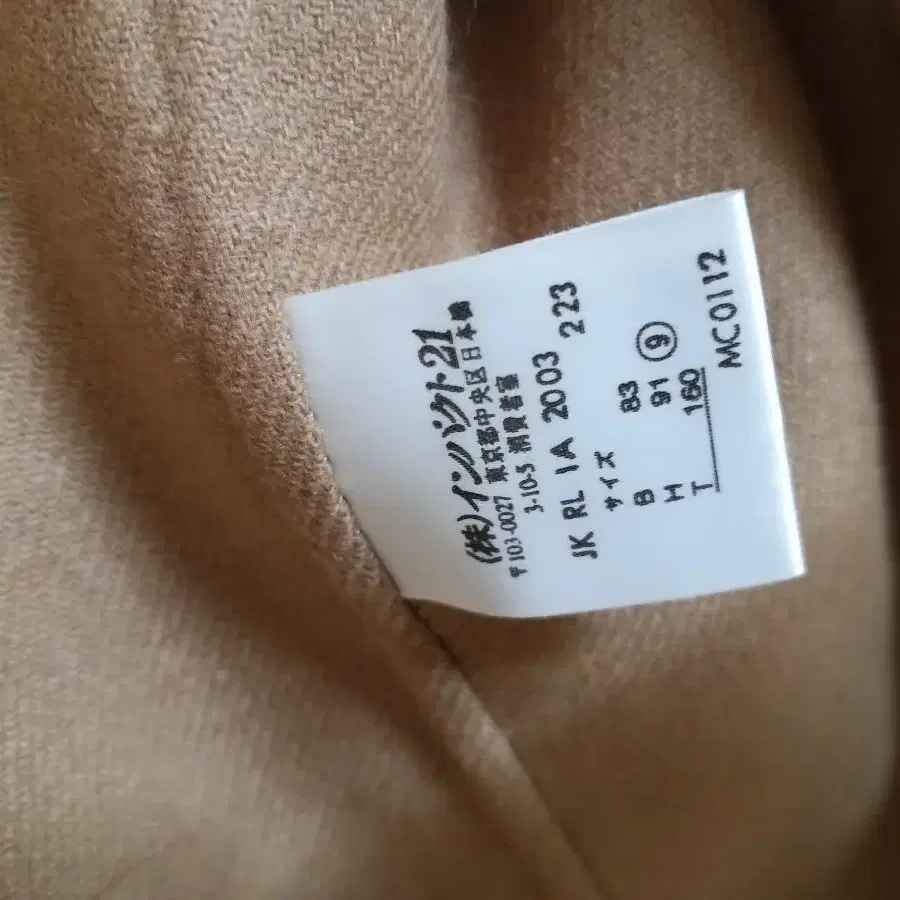 (株)インパクト21
〒103-0027 東京都中央区日本橋
3-10-5 消費者室
JK RL 1A 2003 223
サイズ
B 83
H 91 ⑨
T 160
MC0112